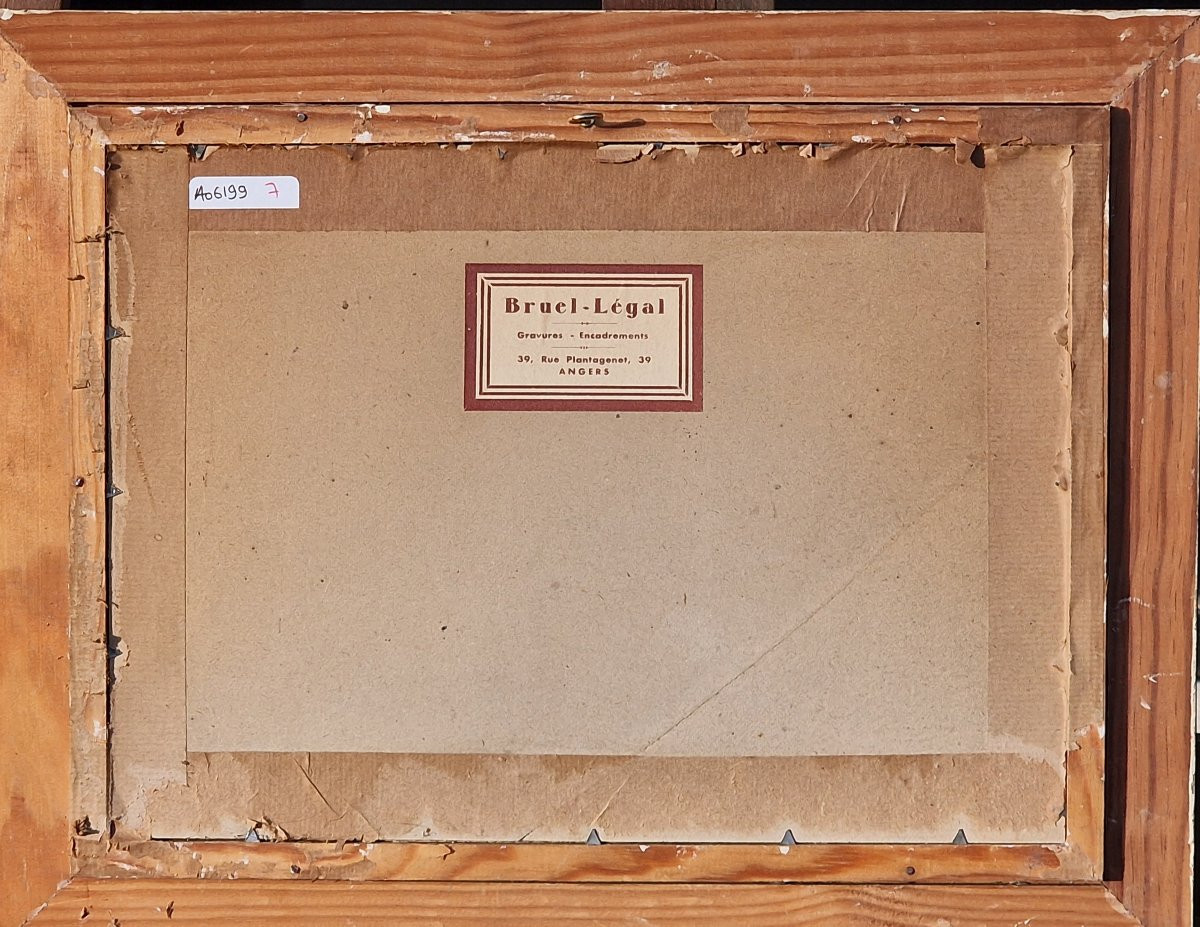 A06199 7
Bruel-Légal
Gravures - Encadrements
39, Rue Plantagenet, 39
ANGERS